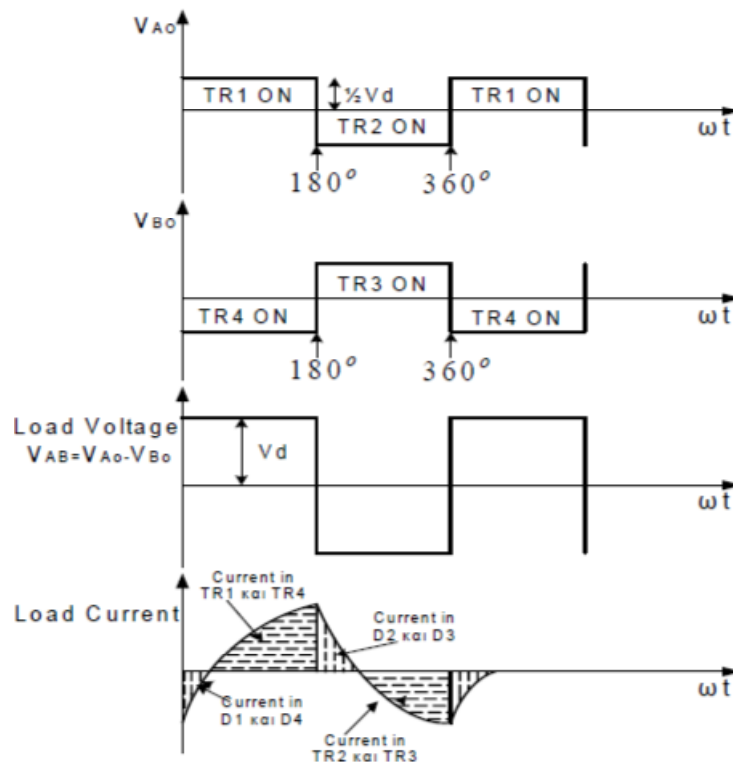 VAo
TR1 ON
½Vd
TR1 ON
TR2 ON
ωt
180°
360°
VBo
TR3 ON
TR4 ON
TR4 ON
ωt
180°
360°
Load Voltage
VAB=VAo-VBo
Vd
ωt
Current in
TR1 και TR4
Load Current
Current in
D2 και D3
ωt
Current in
D1 και D4
Current in
TR2 και TR3